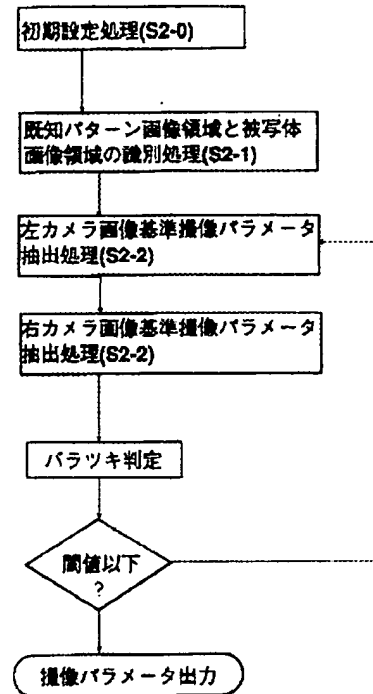 初期設定処理(S2-0)
既知パターン画像領域と被写体
画像領域の識別処理(S2-1)
左カメラ画像基準撮像パラメータ
抽出処理(S2-2)
右カメラ画像基準撮像パラメータ
抽出処理(S2-2)
バラツキ判定
閾値以下
?
撮像パラメータ出力